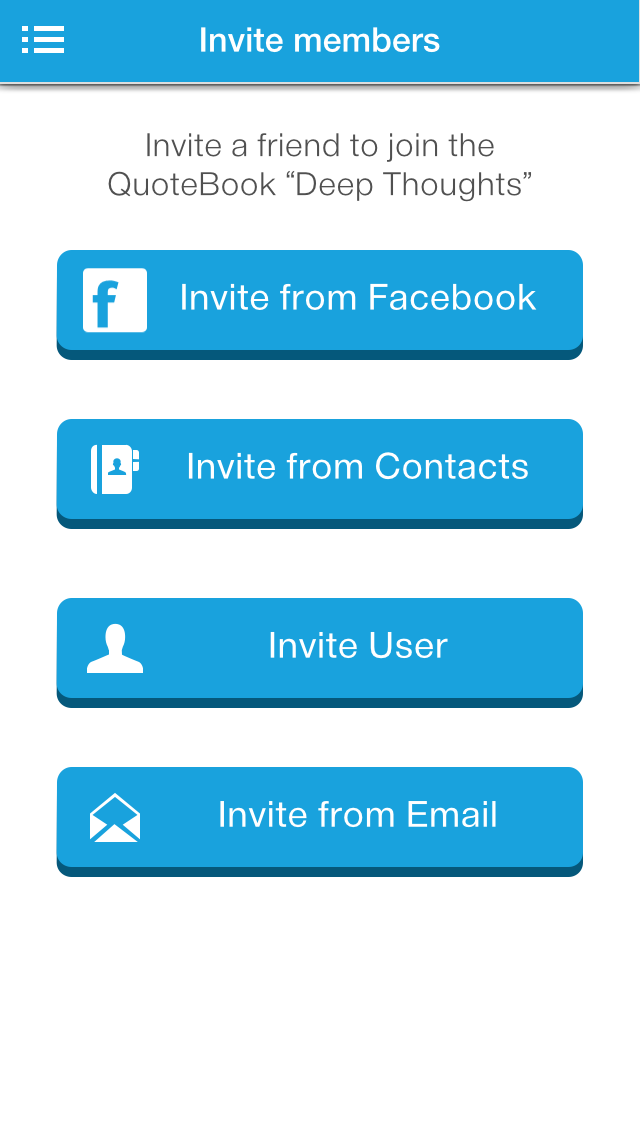 Invite members
Invite a friend to join the
QuoteBook “Deep Thoughts”
Invite from Facebook
Invite from Contacts
Invite User
Invite from Email